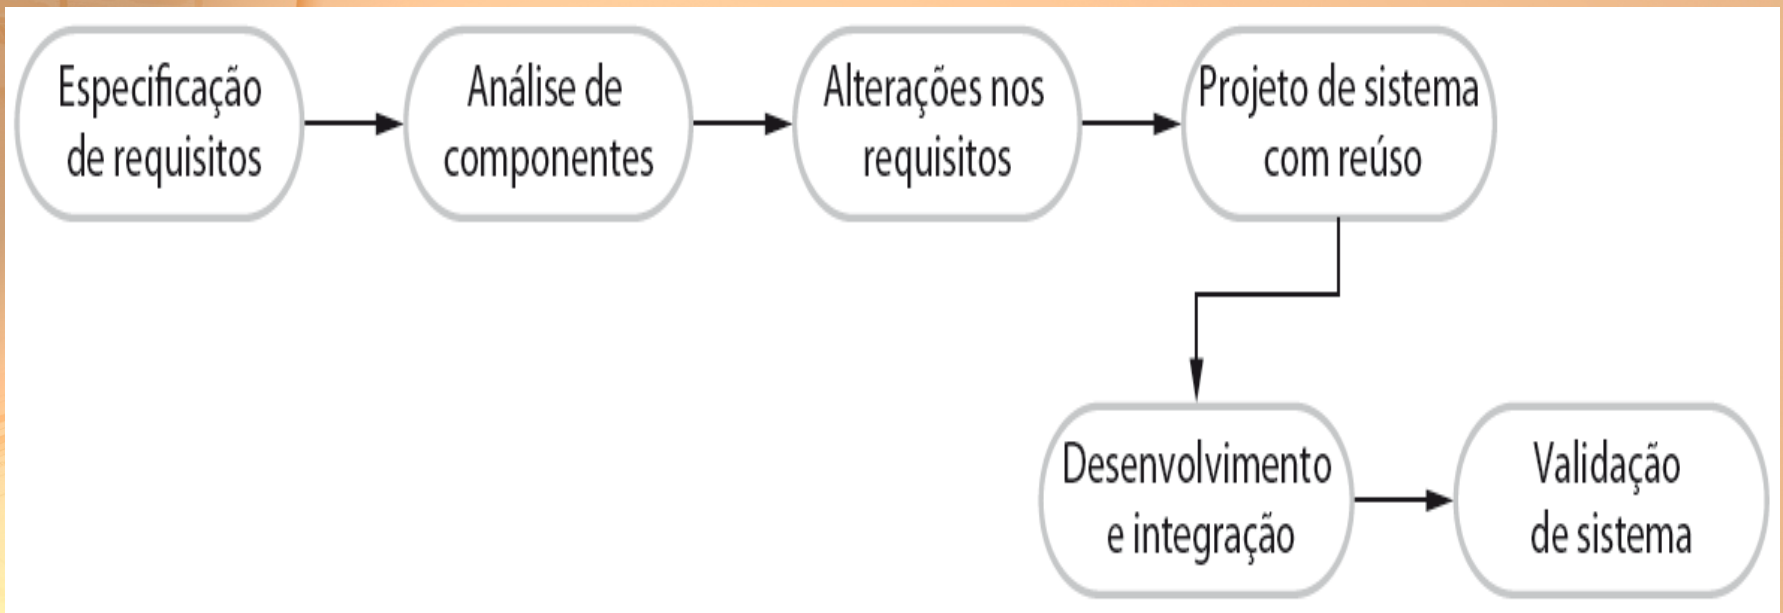 Especificação
de requisitos
Análise de
componentes
Alterações nos
requisitos
Projeto de sistema
com reúso
Desenvolvimento
e integração
Validação
de sistema